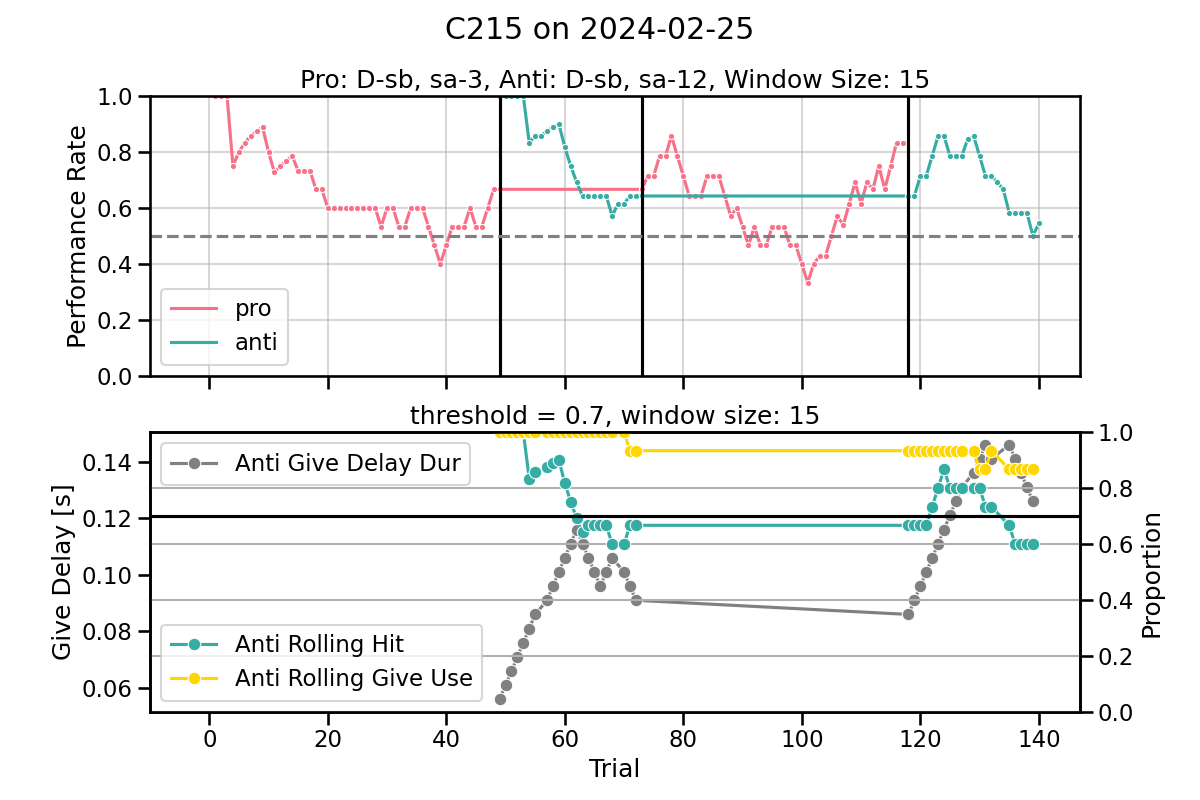 C215 on 2024-02-25
Pro: D-sb, sa-3, Anti: D-sb, sa-12, Window Size: 15
1.0
0.8
0.6
0.4
0.2
0.0
Performance Rate
pro
anti
threshold = 0.7, window size: 15
0.14
0.12
0.10
0.08
0.06
Give Delay [s]
Anti Give Delay Dur
Anti Rolling Hit
Anti Rolling Give Use
1.0
0.8
0.6
0.4
0.2
0.0
Proportion
0 20 40 60 80 100 120 140
Trial